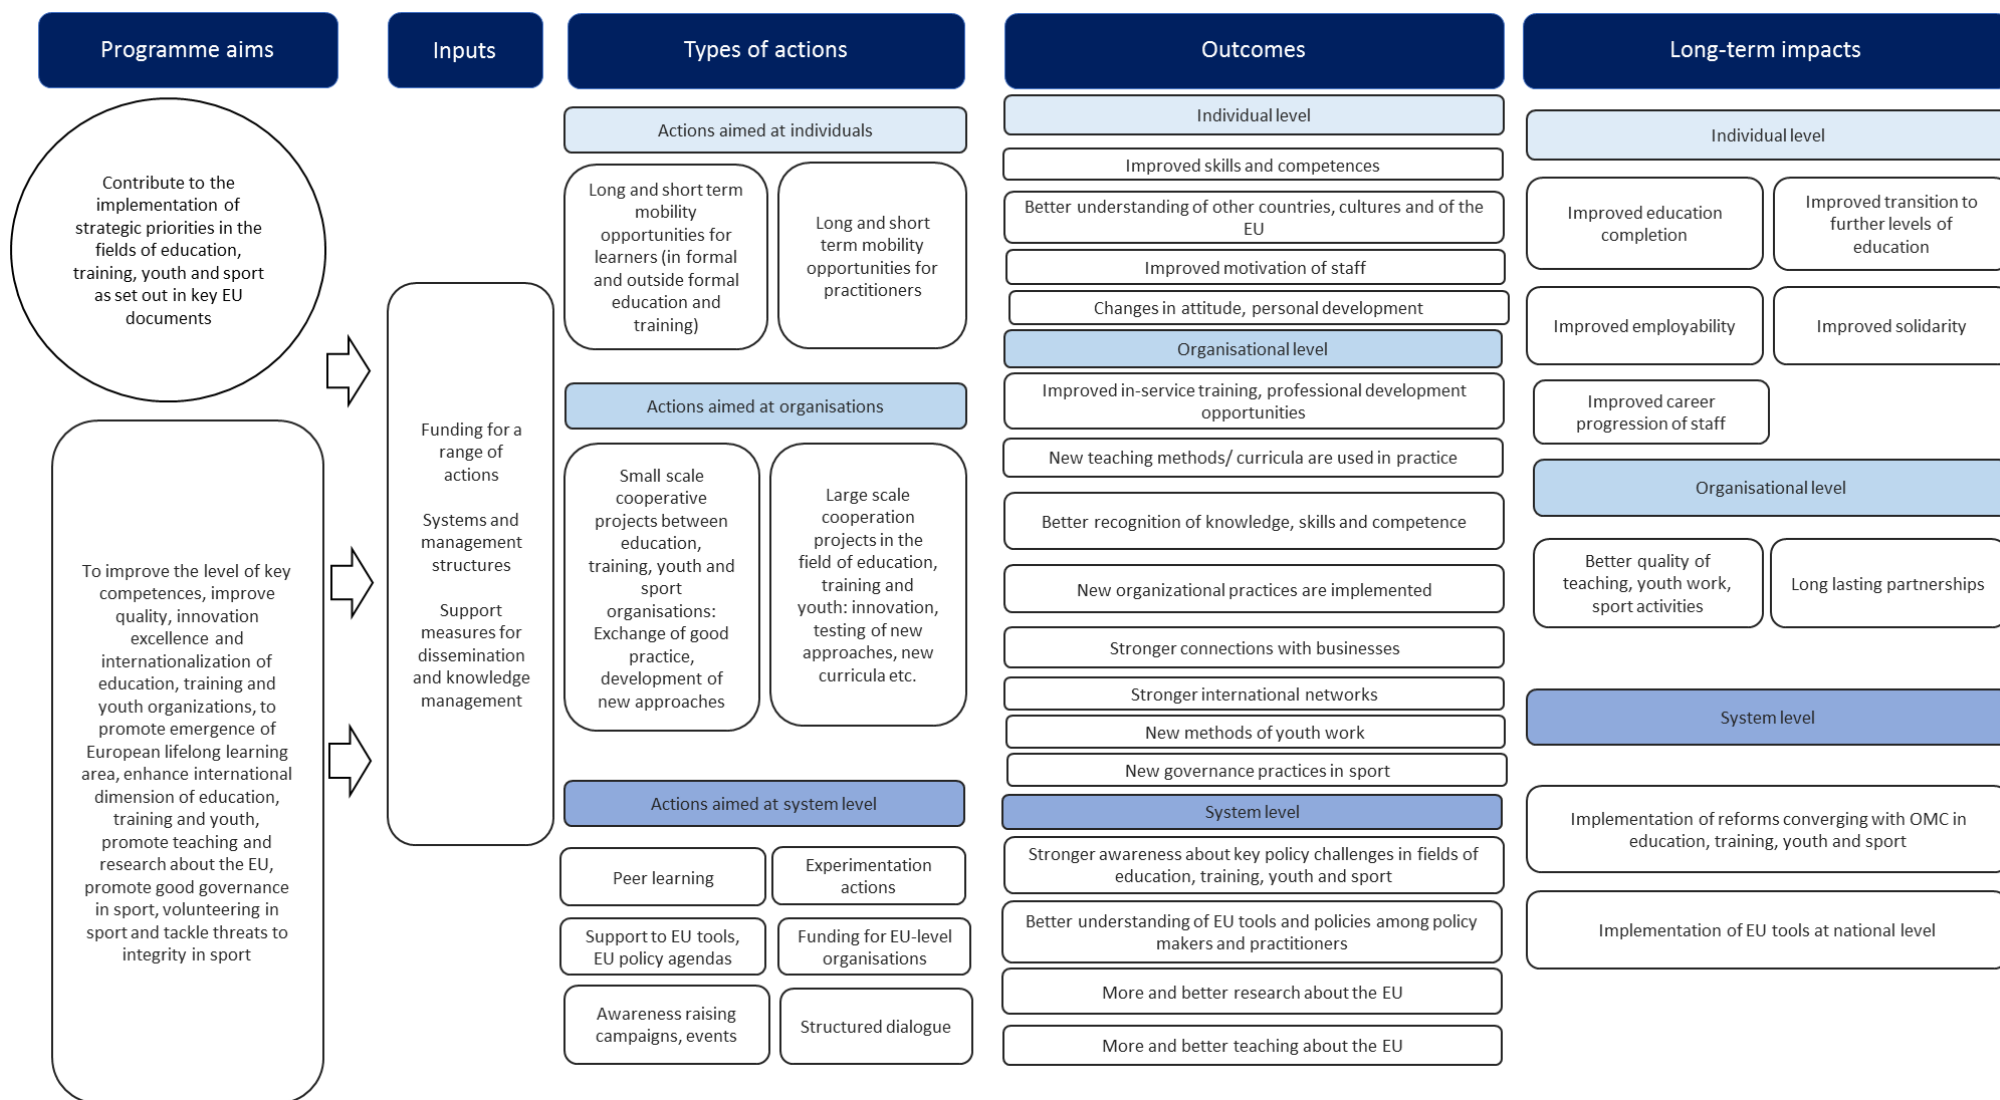 Programme aims
Contribute to the
implementation of
strategic priorities in the
fields of education,
training, youth and sport
as set out in key EU
documents
To improve the level of key
competences, improve
quality, innovation
excellence and
internationalization of
education, training and
youth organizations, to
promote emergence of
European lifelong learning
area, enhance international
dimension of education,
training and youth,
promote teaching and
research about the EU,
promote good governance
in sport, volunteering in
sport and tackle threats to
integrity in sport
Inputs
Funding for a
range of
actions
Systems and
management
structures
Support
measures for
dissemination
and knowledge
management
Types of actions
Actions aimed at individuals
Long and short term
mobility
opportunities for
learners (in formal
and outside formal
education and
training)
Long and short
term mobility
opportunities for
practitioners
Actions aimed at organisations
Small scale
cooperative
projects between
education,
training, youth and
sport
organisations:
Exchange of good
practice,
development of
new approaches
Large scale
cooperation
projects in the
field of education,
training and
youth: innovation,
testing of new
approaches, new
curricula etc.
Actions aimed at system level
Peer learning
Experimentation
actions
Support to EU tools,
EU policy agendas
Funding for EU-level
organisations
Awareness raising
campaigns, events
Structured dialogue
Outcomes
Individual level
Improved skills and competences
Better understanding of other countries, cultures and of the
EU
Improved motivation of staff
Changes in attitude, personal development
Organisational level
Improved in-service training, professional development
opportunities
New teaching methods/ curricula are used in practice
Better recognition of knowledge, skills and competence
New organizational practices are implemented
Stronger connections with businesses
Stronger international networks
New methods of youth work
New governance practices in sport
System level
Stronger awareness about key policy challenges in fields of
education, training, youth and sport
Better understanding of EU tools and policies among policy
makers and practitioners
More and better research about the EU
More and better teaching about the EU
Long-term impacts
Individual level
Improved education
completion
Improved transition to
further levels of
education
Improved employability
Improved solidarity
Improved career
progression of staff
Organisational level
Better quality of
teaching, youth work,
sport activities
Long lasting partnerships
System level
Implementation of reforms converging with OMC in
education, training, youth and sport
Implementation of EU tools at national level